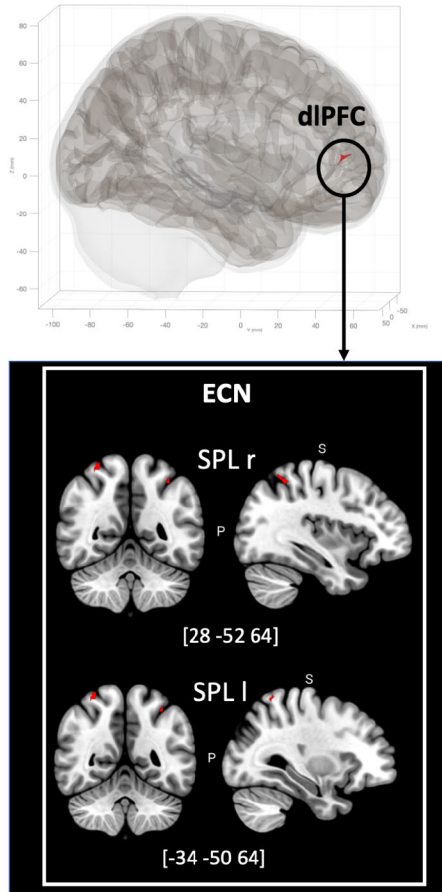 80
60
40
20
0
-20
-40
-60
Z (mm)
dlPFC
-100
-80
-60
-40
-20
0
20
40
60
Y (mm)
50
0
-50
X (mm)
ECN
SPL r
S
P
[28 -52 64]
SPL l
S
P
[-34 -50 64]